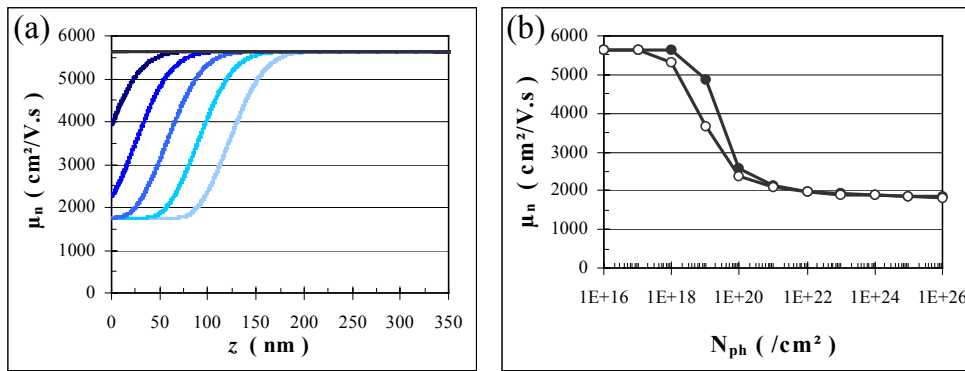 (a)
6000
5000
4000
3000
2000
1000
0
μn ( cm²/V.s )
0 50 100 150 200 250 300 350
z ( nm )
(b)
6000
5000
4000
3000
2000
1000
0
μn ( cm²/V.s )
1E+16 1E+18 1E+20 1E+22 1E+24 1E+26
Nph ( /cm² )